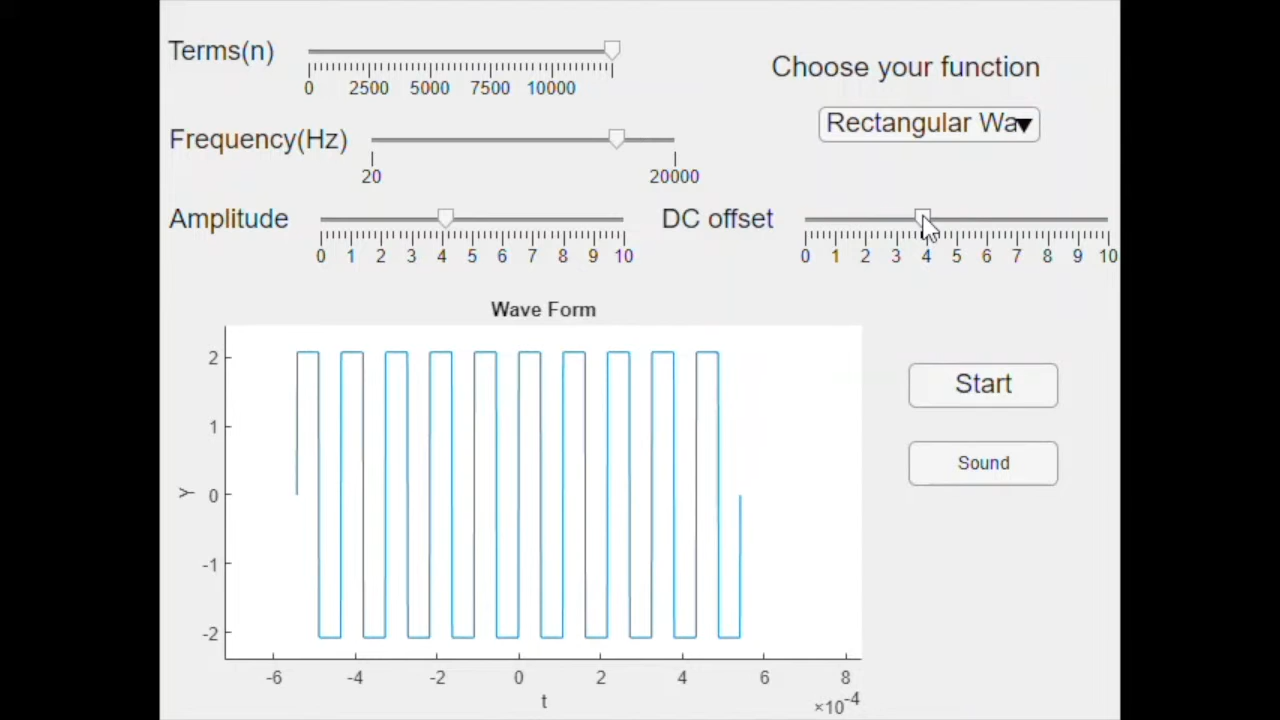 Terms(n)
0 2500 5000 7500 10000
Choose your function
Rectangular Wa
Frequency(Hz)
20 20000
Amplitude
0 1 2 3 4 5 6 7 8 9 10
DC offset
0 1 2 3 4 5 6 7 8 9 10
Wave Form
2
1
0
-1
-2
Y
-6 -4 -2 0 2 4 6 8
t
×10-4
Start
Sound